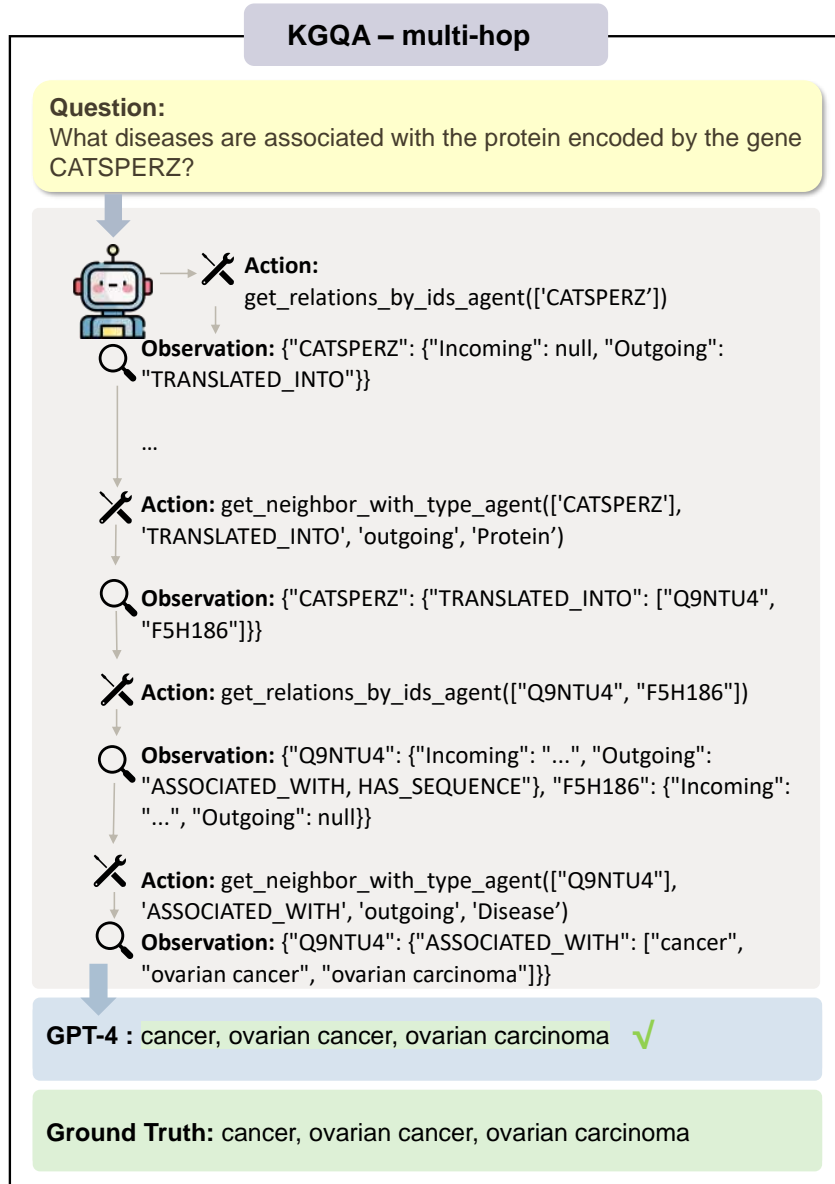 KGQA – multi-hop
Question:
What diseases are associated with the protein encoded by the gene
CATSPERZ?
Action:
get_relations_by_ids_agent(['CATSPERZ’])
Observation: {"CATSPERZ": {"Incoming": null, "Outgoing":
"TRANSLATED_INTO"}}
...
Action: get_neighbor_with_type_agent(['CATSPERZ'],
'TRANSLATED_INTO', 'outgoing', 'Protein’)
Observation: {"CATSPERZ": {"TRANSLATED_INTO": ["Q9NTU4",
"F5H186"]}}
Action: get_relations_by_ids_agent(["Q9NTU4", "F5H186"])
Observation: {"Q9NTU4": {"Incoming": "...", "Outgoing":
"ASSOCIATED_WITH, HAS_SEQUENCE"}, "F5H186": {"Incoming":
"...", "Outgoing": null}}
Action: get_neighbor_with_type_agent(["Q9NTU4"],
'ASSOCIATED_WITH', 'outgoing', 'Disease’)
Observation: {"Q9NTU4": {"ASSOCIATED_WITH": ["cancer",
"ovarian cancer", "ovarian carcinoma"]}}
GPT-4 : cancer, ovarian cancer, ovarian carcinoma √
Ground Truth: cancer, ovarian cancer, ovarian carcinoma